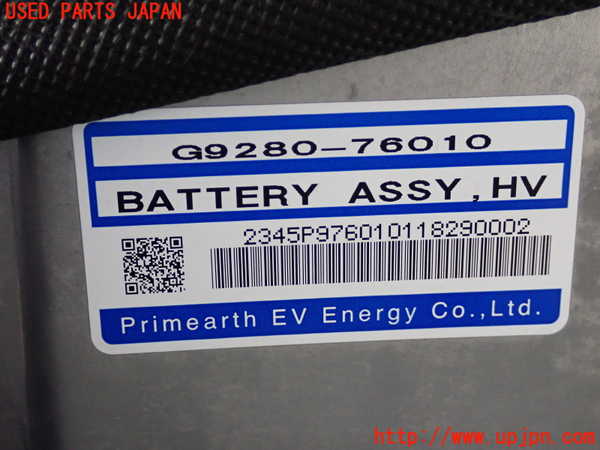 USED PARTS JAPAN
G9280-76010
BATTERY ASSY,HV
2345P976010118290002
Primearth EV Energy Co.,Ltd.
http://www.upjpn.com